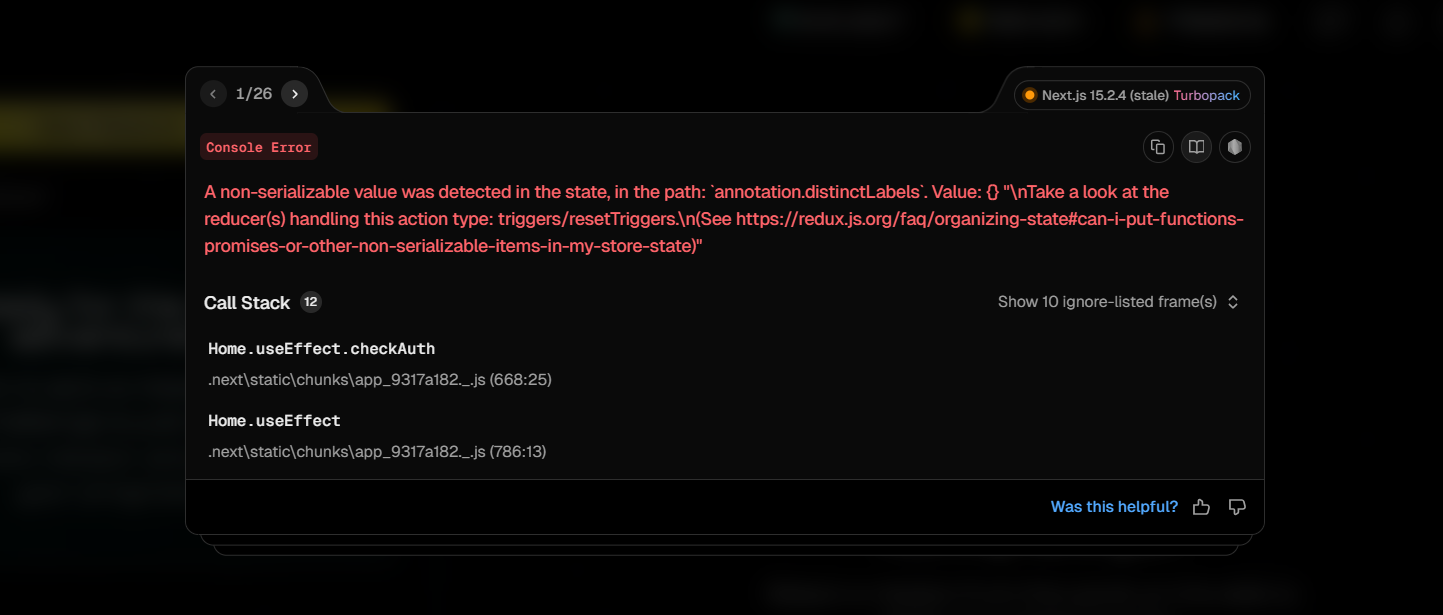 1/26
Next.js 15.2.4 (stale) Turbopack
Console Error
A non-serializable value was detected in the state, in the path: `annotation.distinctLabels`. Value: {} "\nTake a look at the
reducer(s) handling this action type: triggers/resetTriggers.\n(See https://redux.js.org/faq/organizing-state#can-i-put-functions-
promises-or-other-non-serializable-items-in-my-store-state)"
Call Stack 12
Show 10 ignore-listed frame(s)
Home.useEffect.checkAuth
.next\static\chunks\app_9317a182._.js (668:25)
Home.useEffect
.next\static\chunks\app_9317a182._.js (786:13)
Was this helpful?